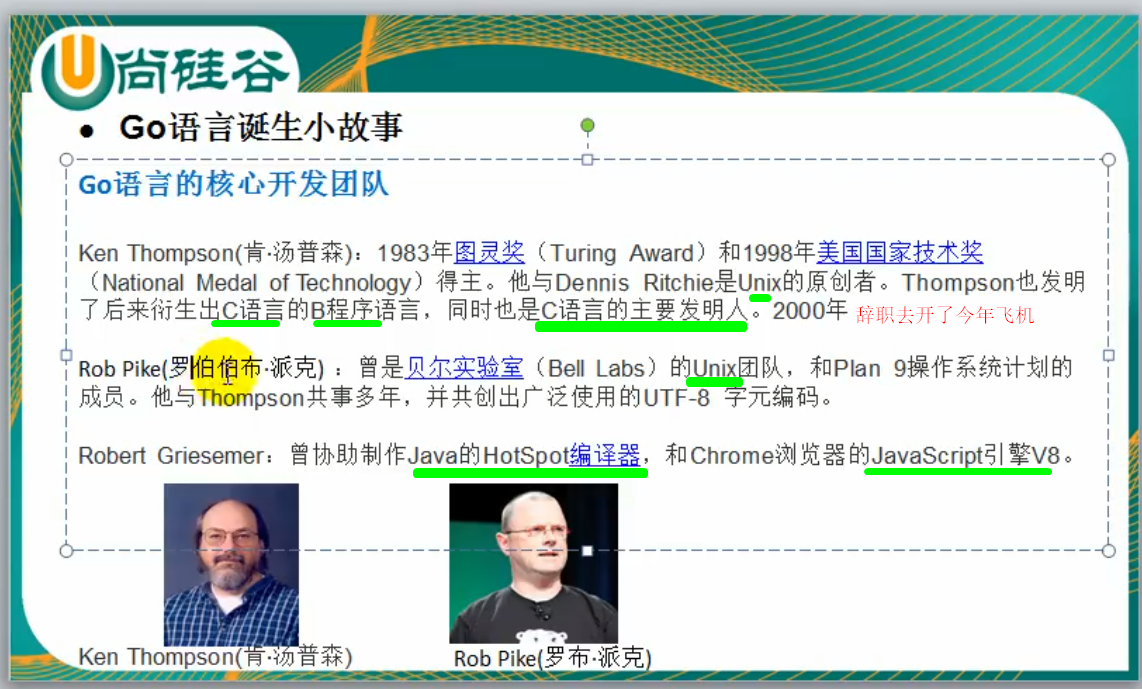 尚硅谷
● Go语言诞生小故事
Go语言的核心开发团队
Ken Thompson(肯·汤普森)：1983年图灵奖（Turing Award）和1998年美国国家技术奖
（National Medal of Technology）得主。他与Dennis Ritchie是Unix的原创者。Thompson也发明
了后来衍生出C语言的B程序语言，同时也是C语言的主要发明人。2000年 辞职去开了今年飞机
Rob Pike(罗伯伯布·派克)：曾是贝尔实验室（Bell Labs）的Unix团队，和Plan 9操作系统计划的
成员。他与Thompson共事多年，并共创出广泛使用的UTF-8 字元编码。
Robert Griesemer：曾协助制作Java的HotSpot编译器，和Chrome浏览器的JavaScript引擎V8。
Ken Thompson(肯·汤普森)
Rob Pike(罗布·派克)